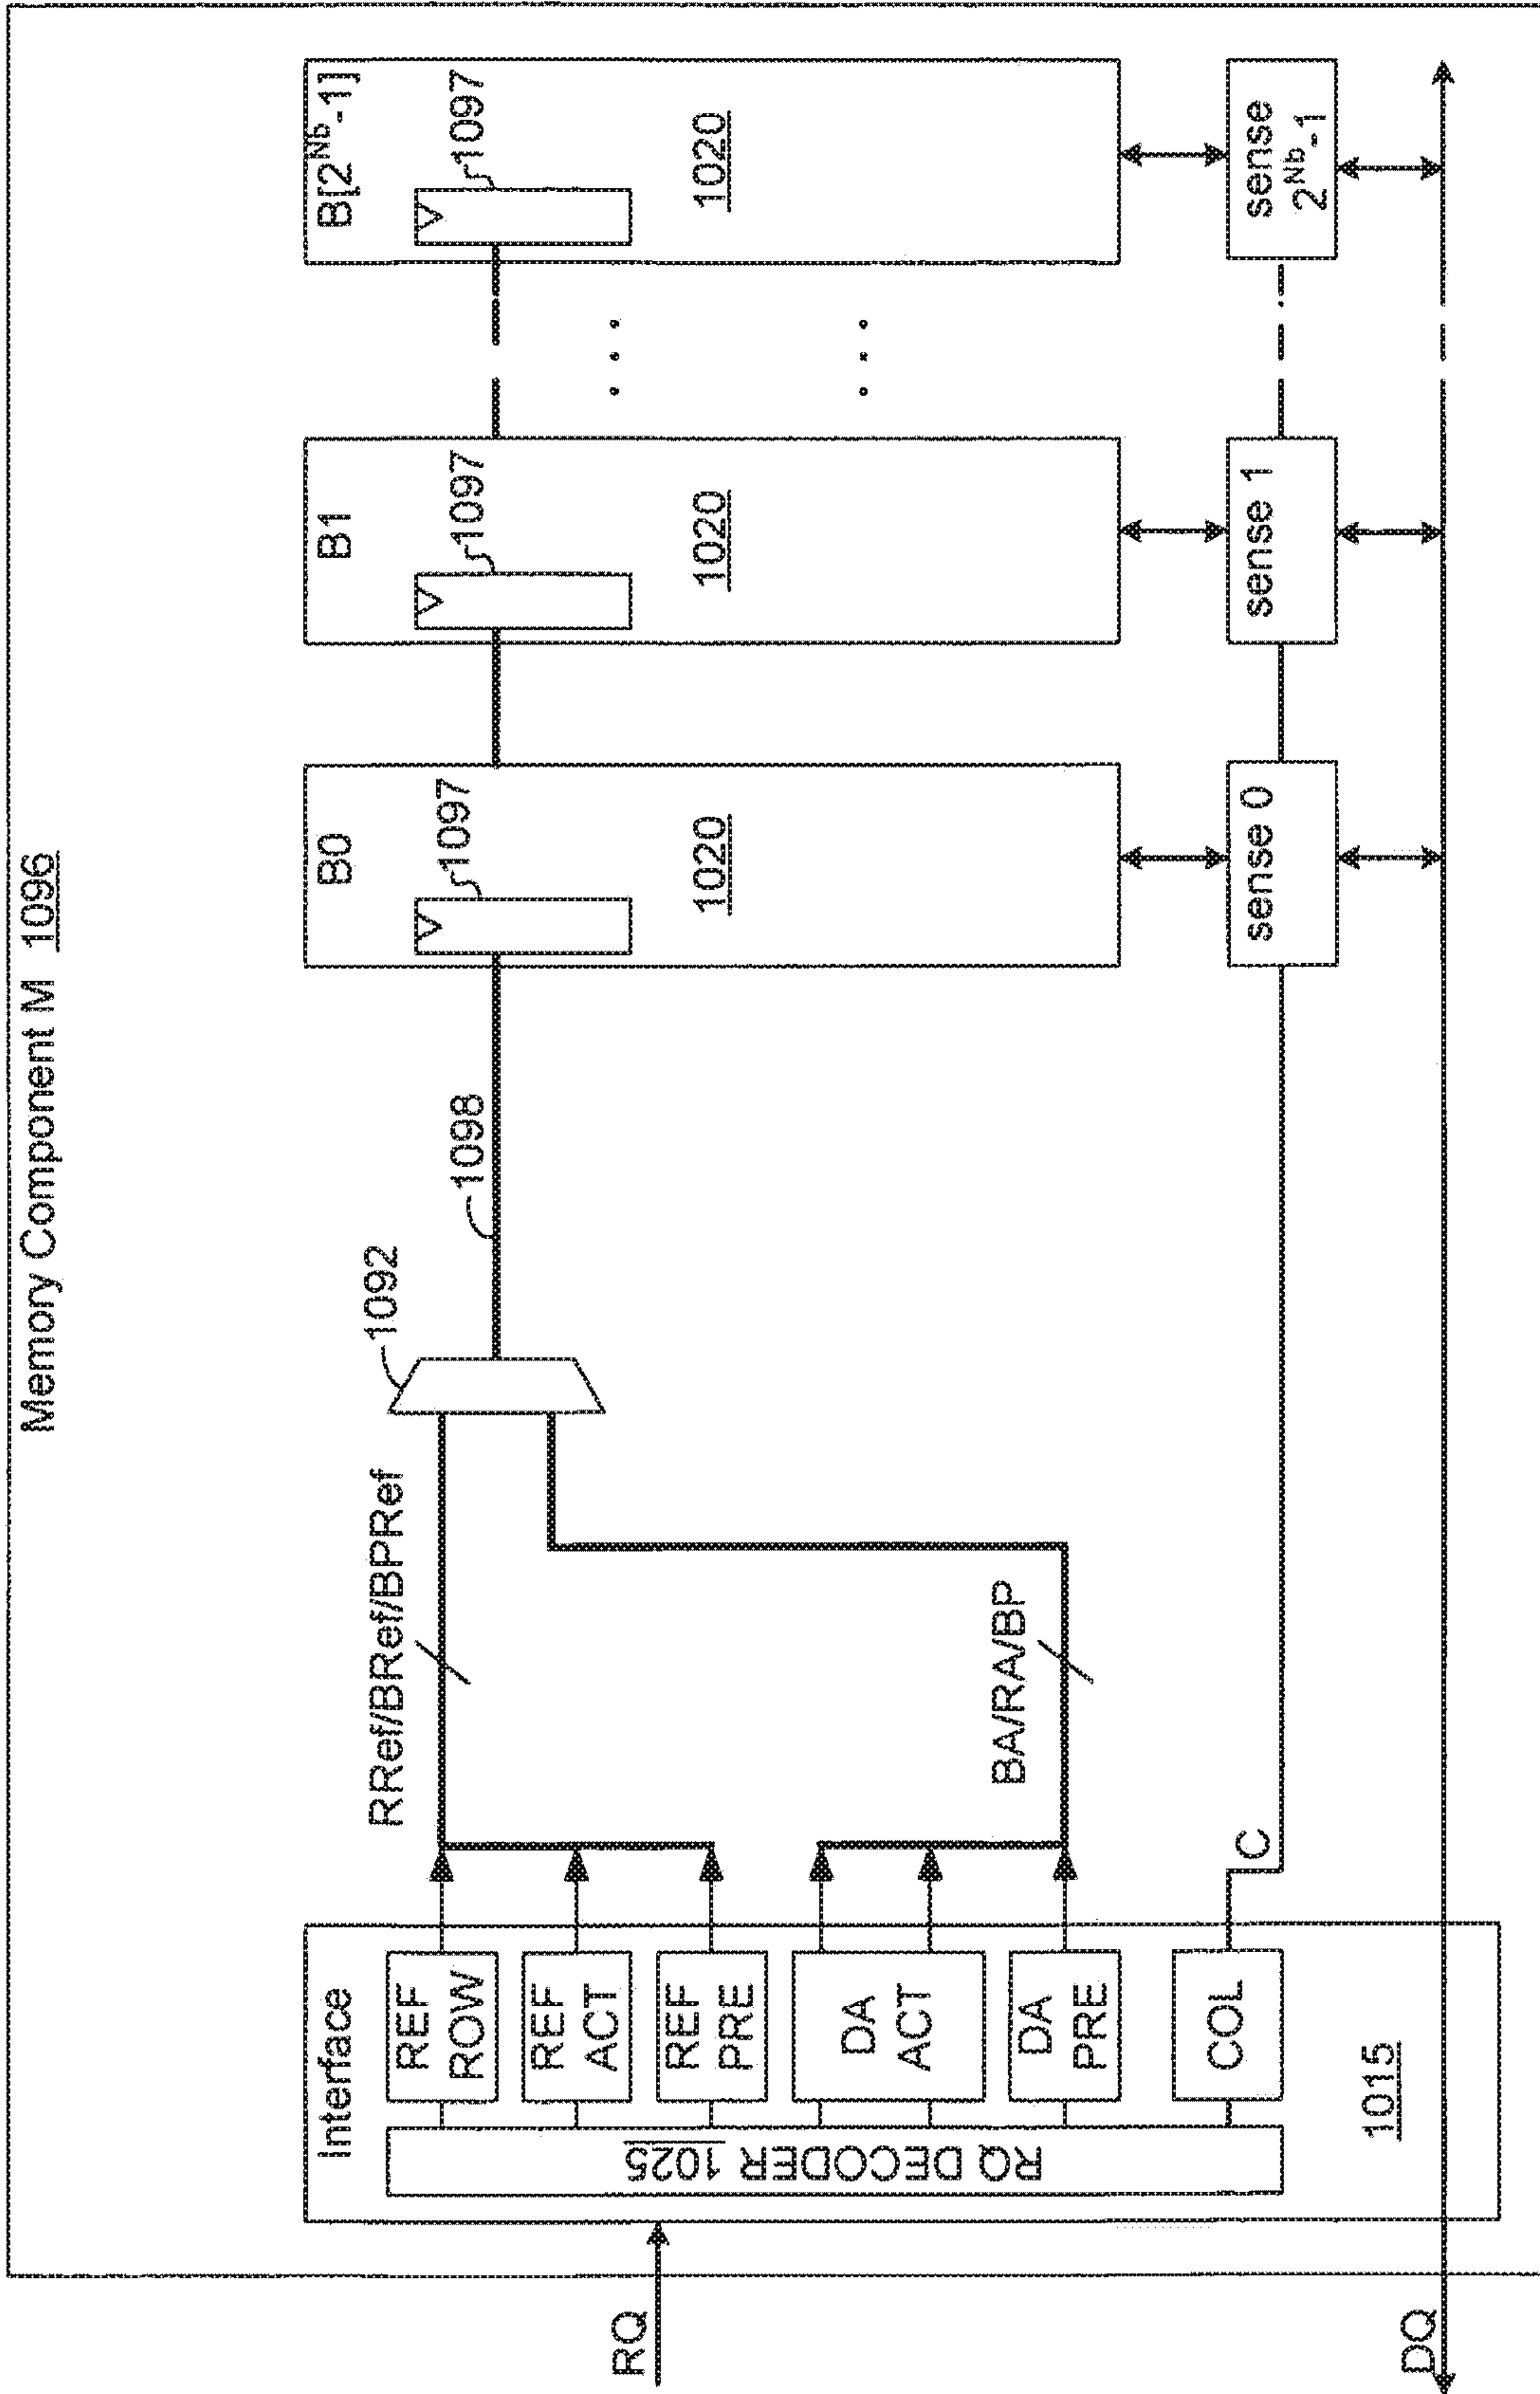 Memory Component M 1096
Interface
RQ
RQ DECODER 1025
REF
ROW
REF
ACT
REF
PRE
DA
ACT
DA
PRE
COL
1015
RRef/BRef/BPRef
BA/RA/BP
C
1092
1098
B0
1097
1020
sense 0
B1
1097
1020
sense 1
B[2^Nb-1]
1097
1020
sense
2^Nb-1
DQ